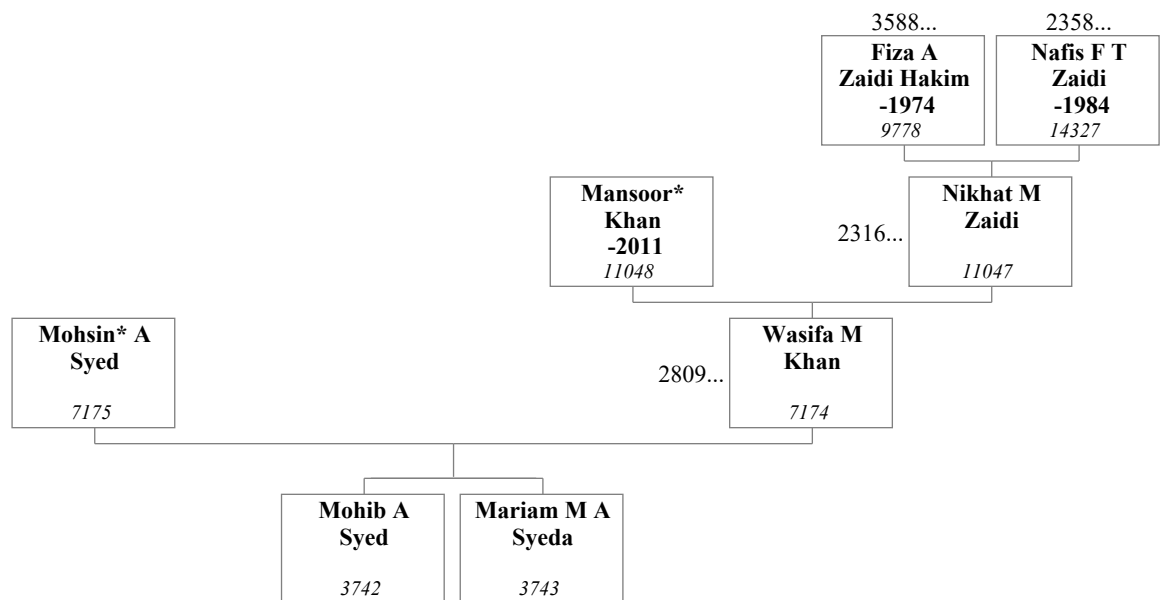 3588...
2358...
Fiza A
Zaidi Hakim
-1974
9778
Nafis F T
Zaidi
-1984
14327
Mansoor*
Khan
-2011
11048
2316...
Nikhat M
Zaidi
11047
Mohsin* A
Syed
7175
2809...
Wasifa M
Khan
7174
Mohib A
Syed
3742
Mariam M A
Syeda
3743